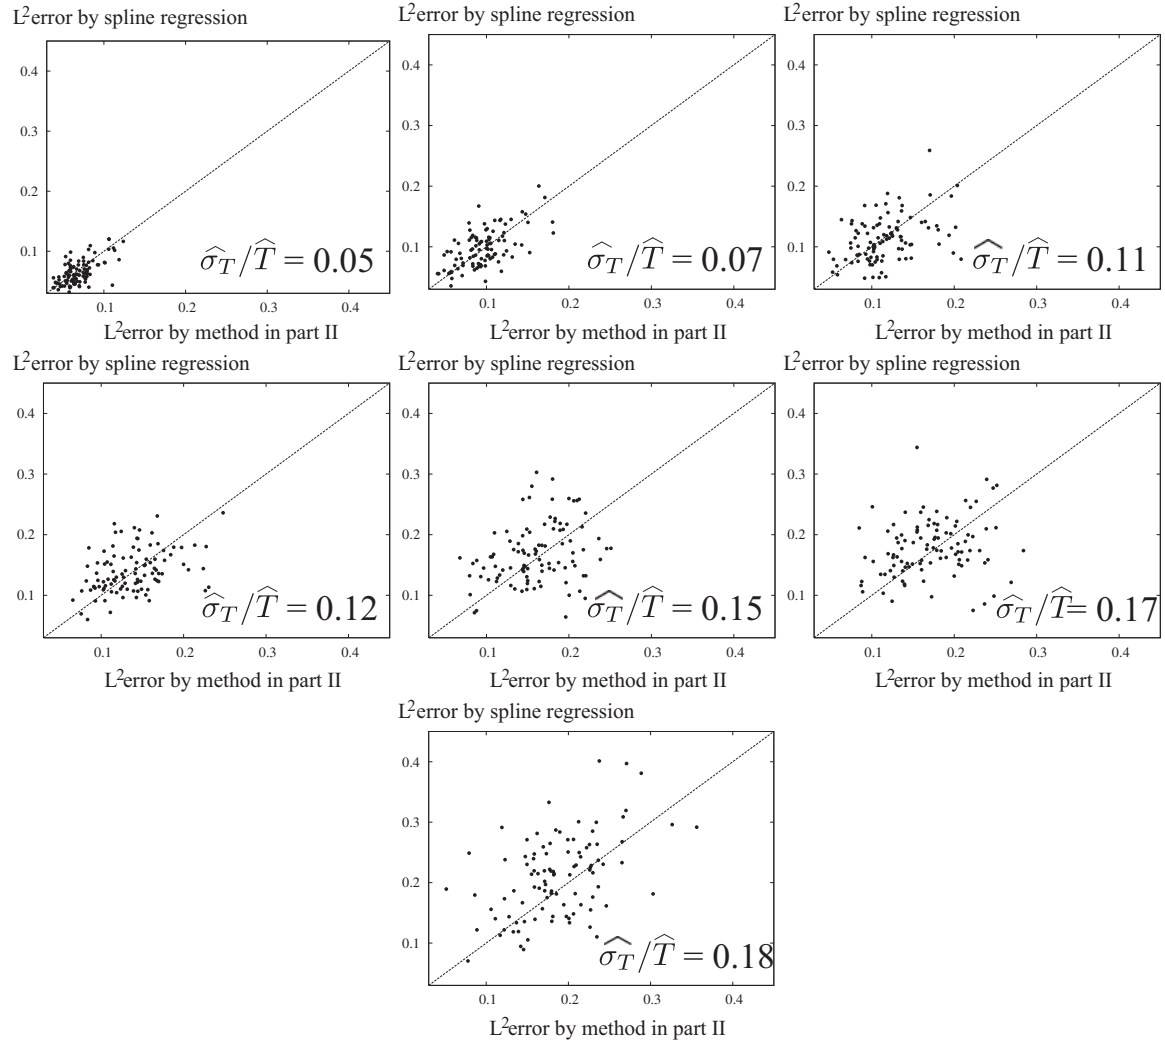 L²error by spline regression
0.4
0.3
0.2
0.1
σ̂_T/T̂ = 0.05
0.1 0.2 0.3 0.4
L²error by method in part II
L²error by spline regression
0.4
0.3
0.2
0.1
σ̂_T/T̂ = 0.07
0.1 0.2 0.3 0.4
L²error by method in part II
L²error by spline regression
0.4
0.3
0.2
0.1
σ̂_T/T̂ = 0.11
0.1 0.2 0.3 0.4
L²error by method in part II
L²error by spline regression
0.4
0.3
0.2
0.1
σ̂_T/T̂ = 0.12
0.1 0.2 0.3 0.4
L²error by method in part II
L²error by spline regression
0.4
0.3
0.2
0.1
σ̂_T/T̂ = 0.15
0.1 0.2 0.3 0.4
L²error by method in part II
L²error by spline regression
0.4
0.3
0.2
0.1
σ̂_T/T̂ = 0.17
0.1 0.2 0.3 0.4
L²error by method in part II
L²error by spline regression
0.4
0.3
0.2
0.1
σ̂_T/T̂ = 0.18
0.1 0.2 0.3 0.4
L²error by method in part II